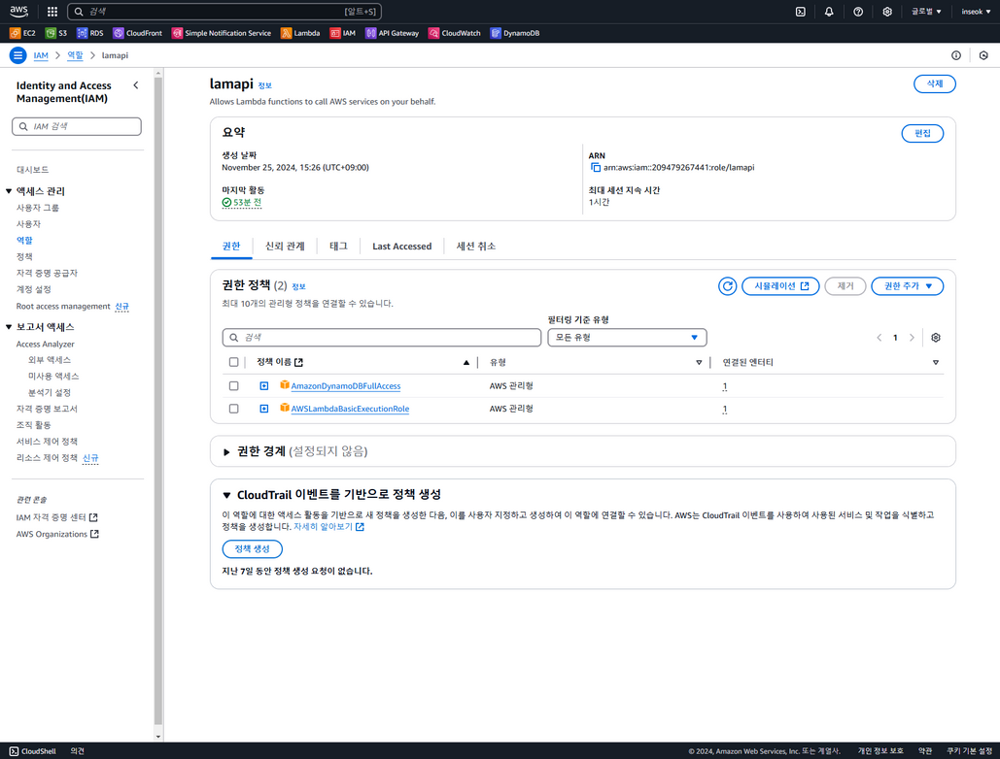 aws
검색
[알트+S]
글로벌
inseok
EC2
S3
RDS
CloudFront
Simple Notification Service
Lambda
IAM
API Gateway
CloudWatch
DynamoDB
IAM > 역할 > lamapi
Identity and Access
Management(IAM)
IAM 검색
대시보드
액세스 관리
사용자 그룹
사용자
역할
정책
자격 증명 공급자
계정 설정
Root access management 신규
보고서 액세스
Access Analyzer
외부 액세스
미사용 액세스
분석기 설정
자격 증명 보고서
조직 활동
서비스 제어 정책
리소스 제어 정책 신규
관련 콘솔
IAM 자격 증명 센터
AWS Organizations
lamapi 정보
삭제
Allows Lambda functions to call AWS services on your behalf.
요약
편집
생성 날짜
November 25, 2024, 15:26 (UTC+09:00)
ARN
arn:aws:iam::209479267441:role/lamapi
마지막 활동
53분 전
최대 세션 지속 시간
1시간
권한
신뢰 관계
태그
Last Accessed
세션 취소
권한 정책 (2) 정보
시뮬레이션
제거
권한 추가
최대 10개의 관리형 정책을 연결할 수 있습니다.
필터링 기준 유형
검색
모든 유형
1
정책 이름
유형
연결된 엔터티
AmazonDynamoDBFullAccess
AWS 관리형
1
AWSLambdaBasicExecutionRole
AWS 관리형
1
권한 경계 (설정되지 않음)
CloudTrail 이벤트를 기반으로 정책 생성
이 역할에 대한 액세스 활동을 기반으로 새 정책을 생성한 다음, 이를 사용자 지정하고 생성하여 이 역할에 연결할 수 있습니다. AWS는 CloudTrail 이벤트를 사용하여 사용된 서비스 및 작업을 식별하고
정책을 생성합니다. 자세히 알아보기
정책 생성
지난 7일 동안 정책 생성 요청이 없습니다.
CloudShell
의견
© 2024, Amazon Web Services, Inc. 또는 계열사.
개인 정보 보호
약관
쿠키 기본 설정